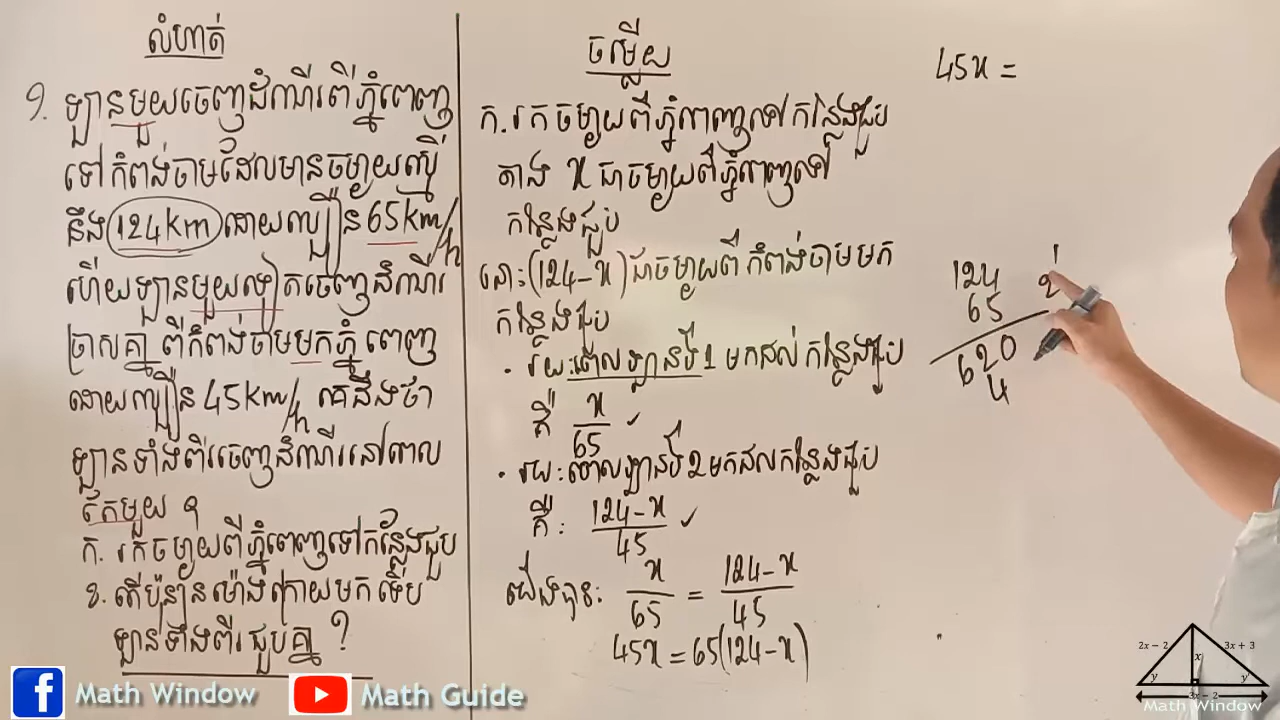 លំហាត់
១. ឡានមួយចេញដំណើរពីភ្នំពេញ
ទៅកំពង់ចាមដែលមានចម្ងាយស្មើ
នឹង 124km ដោយល្បឿន 65km/h
ហើយឡានមួយទៀតចេញដំណើរ
ច្រាសគ្នា ពីកំពង់ចាមមកភ្នំពេញ
ដោយល្បឿន 45km/h គេដឹងថា
ឡានទាំងពីរចេញដំណើរនៅពេល
តែមួយ ។
ក. រកចម្ងាយពីភ្នំពេញទៅកន្លែងជួប
ខ. តើប៉ុន្មានម៉ោងក្រោយមកទើប
ឡានទាំងពីរជួបគ្នា ?
ចម្លើយ
ក. រកចម្ងាយពីភ្នំពេញទៅកន្លែងជួប
តាង x ជាចម្ងាយពីភ្នំពេញទៅ
កន្លែងជួប
នោះ (124-x) ជាចម្ងាយពីកំពង់ចាមមក
កន្លែងជួប
• រយៈពេលឡានទី 1 មកដល់កន្លែងជួប
គឺ x/65 ✓
• រយៈពេលឡានទី 2 មកដល់កន្លែងជួប
គឺ: (124-x)/45 ✓
យើងបាន: x/65 = (124-x)/45
45x = 65(124-x)
45x =
124
65
620
4
2x-2
3x+3
x
y
y
3x-2
Math Window
Math Window
Math Guide